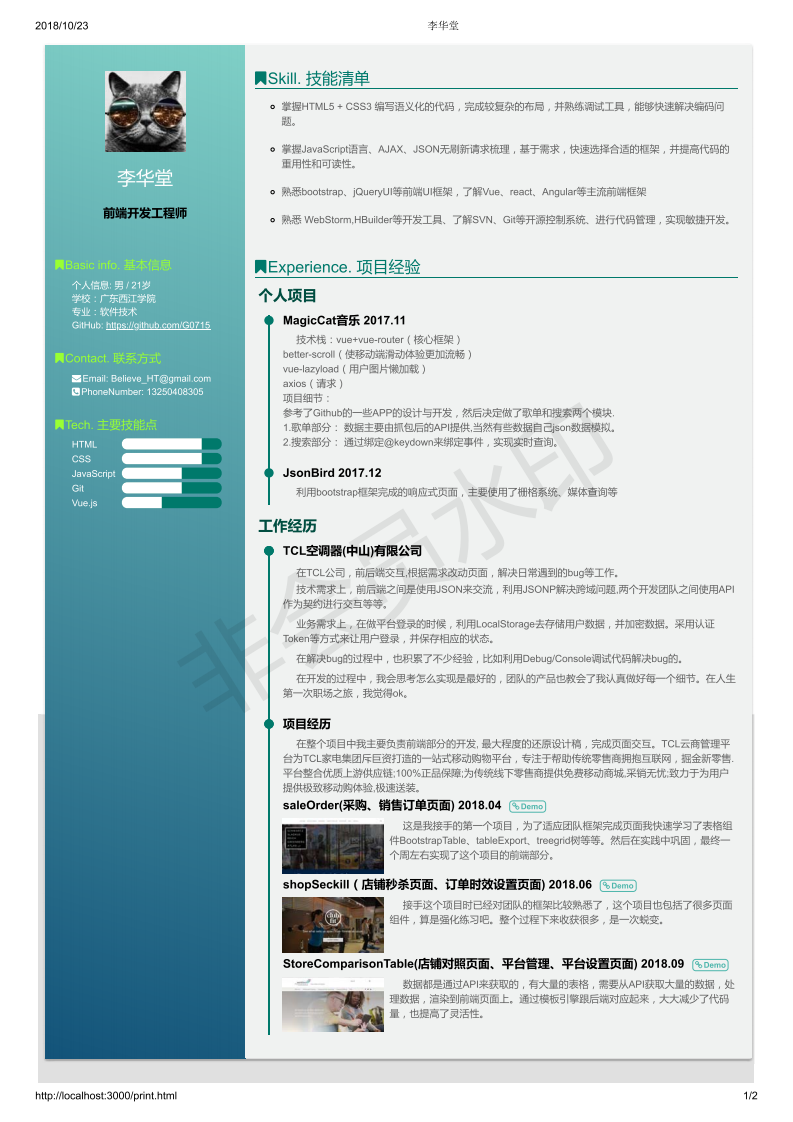 2018/10/23
李华堂
李华堂
前端开发工程师
Basic info. 基本信息
个人信息: 男 / 21岁
学校：广东西江学院
专业：软件技术
GitHub: https://github.com/G0715
Contact. 联系方式
Email: Believe_HT@gmail.com
PhoneNumber: 13250408305
Tech. 主要技能点
HTML
CSS
JavaScript
Git
Vue.js
Skill. 技能清单
掌握HTML5 + CSS3 编写语义化的代码，完成较复杂的布局，并熟练调试工具，能够快速解决编码问
题。
掌握JavaScript语言、AJAX、JSON无刷新请求梳理，基于需求，快速选择合适的框架，并提高代码的
重用性和可读性。
熟悉bootstrap、jQueryUI等前端UI框架，了解Vue、react、Angular等主流前端框架
熟悉 WebStorm,HBuilder等开发工具、了解SVN、Git等开源控制系统、进行代码管理，实现敏捷开发。
Experience. 项目经验
个人项目
MagicCat音乐 2017.11
技术栈：vue+vue-router（核心框架）
better-scroll（使移动端滑动体验更加流畅）
vue-lazyload（用户图片懒加载）
axios（请求）
项目细节：
参考了Github的一些APP的设计与开发，然后决定做了歌单和搜索两个模块.
1.歌单部分： 数据主要由抓包后的API提供,当然有些数据自己json数据模拟。
2.搜索部分： 通过绑定@keydown来绑定事件，实现实时查询。
JsonBird 2017.12
利用bootstrap框架完成的响应式页面，主要使用了栅格系统、媒体查询等
工作经历
TCL空调器(中山)有限公司
在TCL公司，前后端交互,根据需求改动页面，解决日常遇到的bug等工作。
技术需求上，前后端之间是使用JSON来交流，利用JSONP解决跨域问题,两个开发团队之间使用API
作为契约进行交互等等。
业务需求上，在做平台登录的时候，利用LocalStorage去存储用户数据，并加密数据。采用认证
Token等方式来让用户登录，并保存相应的状态。
在解决bug的过程中，也积累了不少经验，比如利用Debug/Console调试代码解决bug的。
在开发的过程中，我会思考怎么实现是最好的，团队的产品也教会了我认真做好每一个细节。在人生
第一次职场之旅，我觉得ok。
项目经历
在整个项目中我主要负责前端部分的开发, 最大程度的还原设计稿，完成页面交互。TCL云商管理平
台为TCL家电集团斥巨资打造的一站式移动购物平台，专注于帮助传统零售商拥抱互联网，掘金新零售.
平台整合优质上游供应链;100%正品保障;为传统线下零售商提供免费移动商城,采销无忧;致力于为用户
提供极致移动购体验,极速送装。
saleOrder(采购、销售订单页面) 2018.04 Demo
这是我接手的第一个项目，为了适应团队框架完成页面我快速学习了表格组
件BootstrapTable、tableExport、treegrid树等等。然后在实践中巩固，最终一
个周左右实现了这个项目的前端部分。
shopSeckill（店铺秒杀页面、订单时效设置页面) 2018.06 Demo
接手这个项目时已经对团队的框架比较熟悉了，这个项目也包括了很多页面
组件，算是强化练习吧。整个过程下来收获很多，是一次蜕变。
StoreComparisonTable(店铺对照页面、平台管理、平台设置页面) 2018.09 Demo
数据都是通过API来获取的，有大量的表格，需要从API获取大量的数据，处
理数据，渲染到前端页面上。通过模板引擎跟后端对应起来，大大减少了代码
量，也提高了灵活性。
非会员水印
http://localhost:3000/print.html
1/2